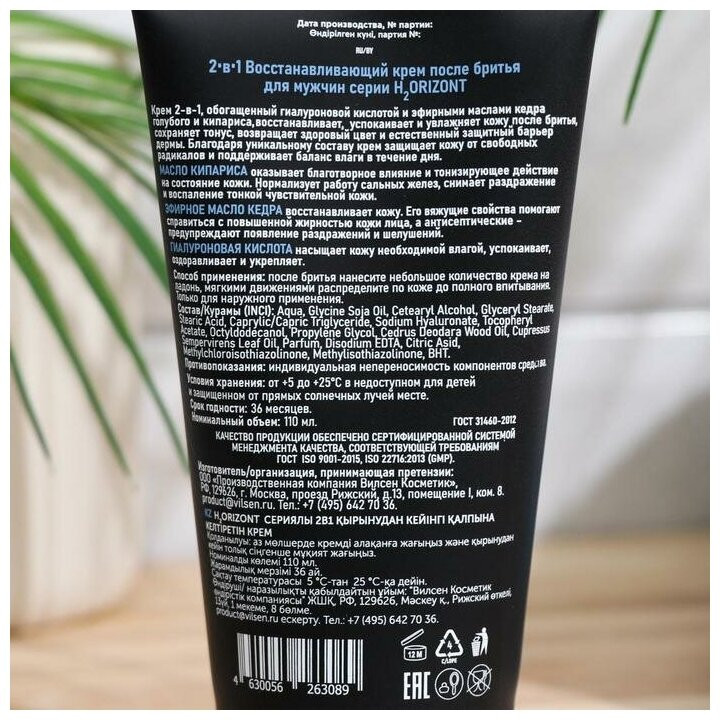 Дата производства, № партии:
Өндірілген күні, партия №:
RU/BY
2•в•1 Восстанавливающий крем после бритья
для мужчин серии H2ORIZONT
Крем 2-в-1, обогащенный гиалуроновой кислотой и эфирными маслами кедра
голубого и кипариса,восстанавливает, успокаивает и увлажняет кожу после бритья,
сохраняет тонус, возвращает здоровый цвет и естественный защитный барьер
дермы. Благодаря уникальному составу крем защищает кожу от свободных
радикалов и поддерживает баланс влаги в течение дня.
МАСЛО КИПАРИСА оказывает благотворное влияние и тонизирующее действие
на состояние кожи. Нормализует работу сальных желез, снимает раздражение
и воспаление тонкой чувствительной кожи.
ЭФИРНОЕ МАСЛО КЕДРА восстанавливает кожу. Его вяжущие свойства помогают
справиться с повышенной жирностью кожи лица, а антисептические –
предупреждают появление раздражений и шелушений.
ГИАЛУРОНОВАЯ КИСЛОТА насыщает кожу необходимой влагой, успокаивает,
оздоравливает и укрепляет.
Способ применения: после бритья нанесите небольшое количество крема на
ладонь, мягкими движениями распределите по коже до полного впитывания.
Только для наружного применения.
Состав/Курамы (INCI): Aqua, Glycine Soja Oil, Cetearyl Alcohol, Glyceryl Stearate,
Stearic Acid, Caprylic/Capric Triglyceride, Sodium Hyaluronate, Tocopheryl
Acetate, Octyldodecanol, Propylene Glycol, Cedrus Deodara Wood Oil, Cupressus
Sempervirens Leaf Oil, Parfum, Disodium EDTA, Citric Acid,
Methylchloroisothiazolinone, Methylisothiazolinone, BHT.
Противопоказания: индивидуальная непереносимость компонентов средства.
Условия хранения: от +5 до +25°С в недоступном для детей
и защищенном от прямых солнечных лучей месте.
Срок годности: 36 месяцев.
Номинальный объем: 110 мл.
ГОСТ 31460-2012
КАЧЕСТВО ПРОДУКЦИИ ОБЕСПЕЧЕНО СЕРТИФИЦИРОВАННОЙ СИСТЕМОЙ
МЕНЕДЖМЕНТА КАЧЕСТВА, СООТВЕТСТВУЮЩЕЙ ТРЕБОВАНИЯМ
ГОСТ ISO 9001-2015, ISO 22716:2013 (GMP).
Изготовитель/организация, принимающая претензии:
ООО «Производственная компания Вилсен Косметик»,
РФ, 129626, г. Москва, проезд Рижский, д.13, помещение I, ком. 8.
product@vilsen.ru Тел.: +7 (495) 642 70 36.
KZ H2ORIZONT СЕРИЯЛЫ 2В1 ҚЫРЫНУДАН КЕЙІНГІ ҚАЛПЫНА
КЕЛТІРЕТІН КРЕМ
Қолданылуы: аз мөлшерде кремді алақанға жағыңыз және қырынудан
кейін толық сіңгенше мұқият жағыңыз.
Номиналды көлемі 110 мл.
Жарамдылық мерзімі 36 ай.
Сақтау температурасы 5 °С-тан 25 °С-қа дейін.
Өндіруші/ наразылықты қабылдайтын ұйым: "Вилсен Косметик
өндірістік компаниясы" ЖШҚ, РФ, 129626, Мәскеу қ., Рижский өткелі,
13үй, 1 мекеме, 8 бөлме.
product@vilsen.ru ескерту. Тел.: +7 (495) 642 70 36.
4 630056 263089
12 М
4
C/LDPE
EAC